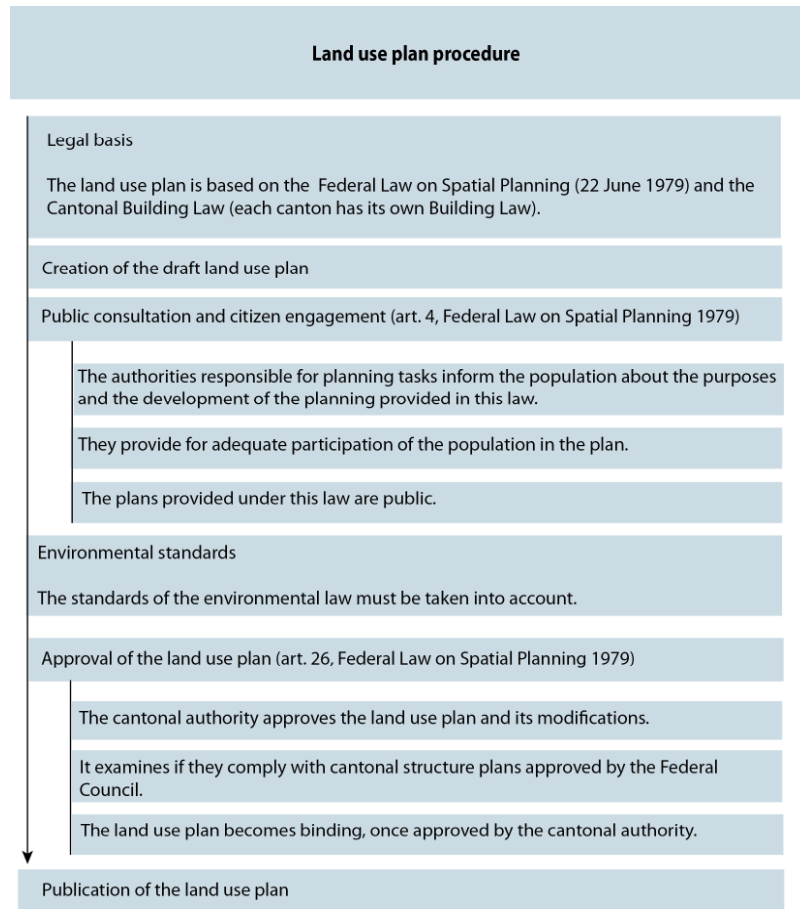 Land use plan procedure
Legal basis
The land use plan is based on the Federal Law on Spatial Planning (22 June 1979) and the
Cantonal Building Law (each canton has its own Building Law).
Creation of the draft land use plan
Public consultation and citizen engagement (art. 4, Federal Law on Spatial Planning 1979)
The authorities responsible for planning tasks inform the population about the purposes
and the development of the planning provided in this law.
They provide for adequate participation of the population in the plan.
The plans provided under this law are public.
Environmental standards
The standards of the environmental law must be taken into account.
Approval of the land use plan (art. 26, Federal Law on Spatial Planning 1979)
The cantonal authority approves the land use plan and its modifications.
It examines if they comply with cantonal structure plans approved by the Federal
Council.
The land use plan becomes binding, once approved by the cantonal authority.
Publication of the land use plan